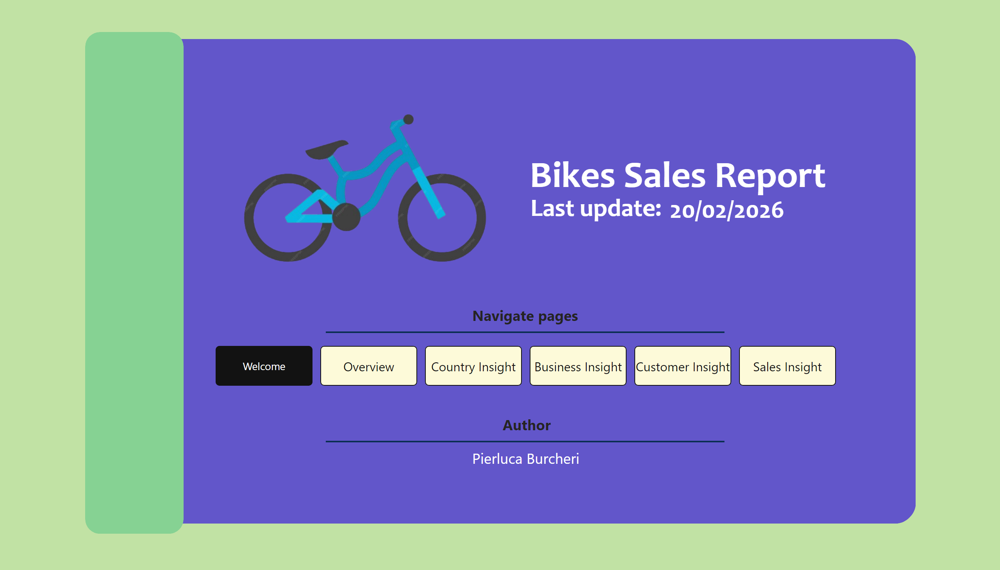 Bikes Sales Report
Last update: 20/02/2026
Navigate pages
Welcome
Overview
Country Insight
Business Insight
Customer Insight
Sales Insight
Author
Pierluca Burcheri